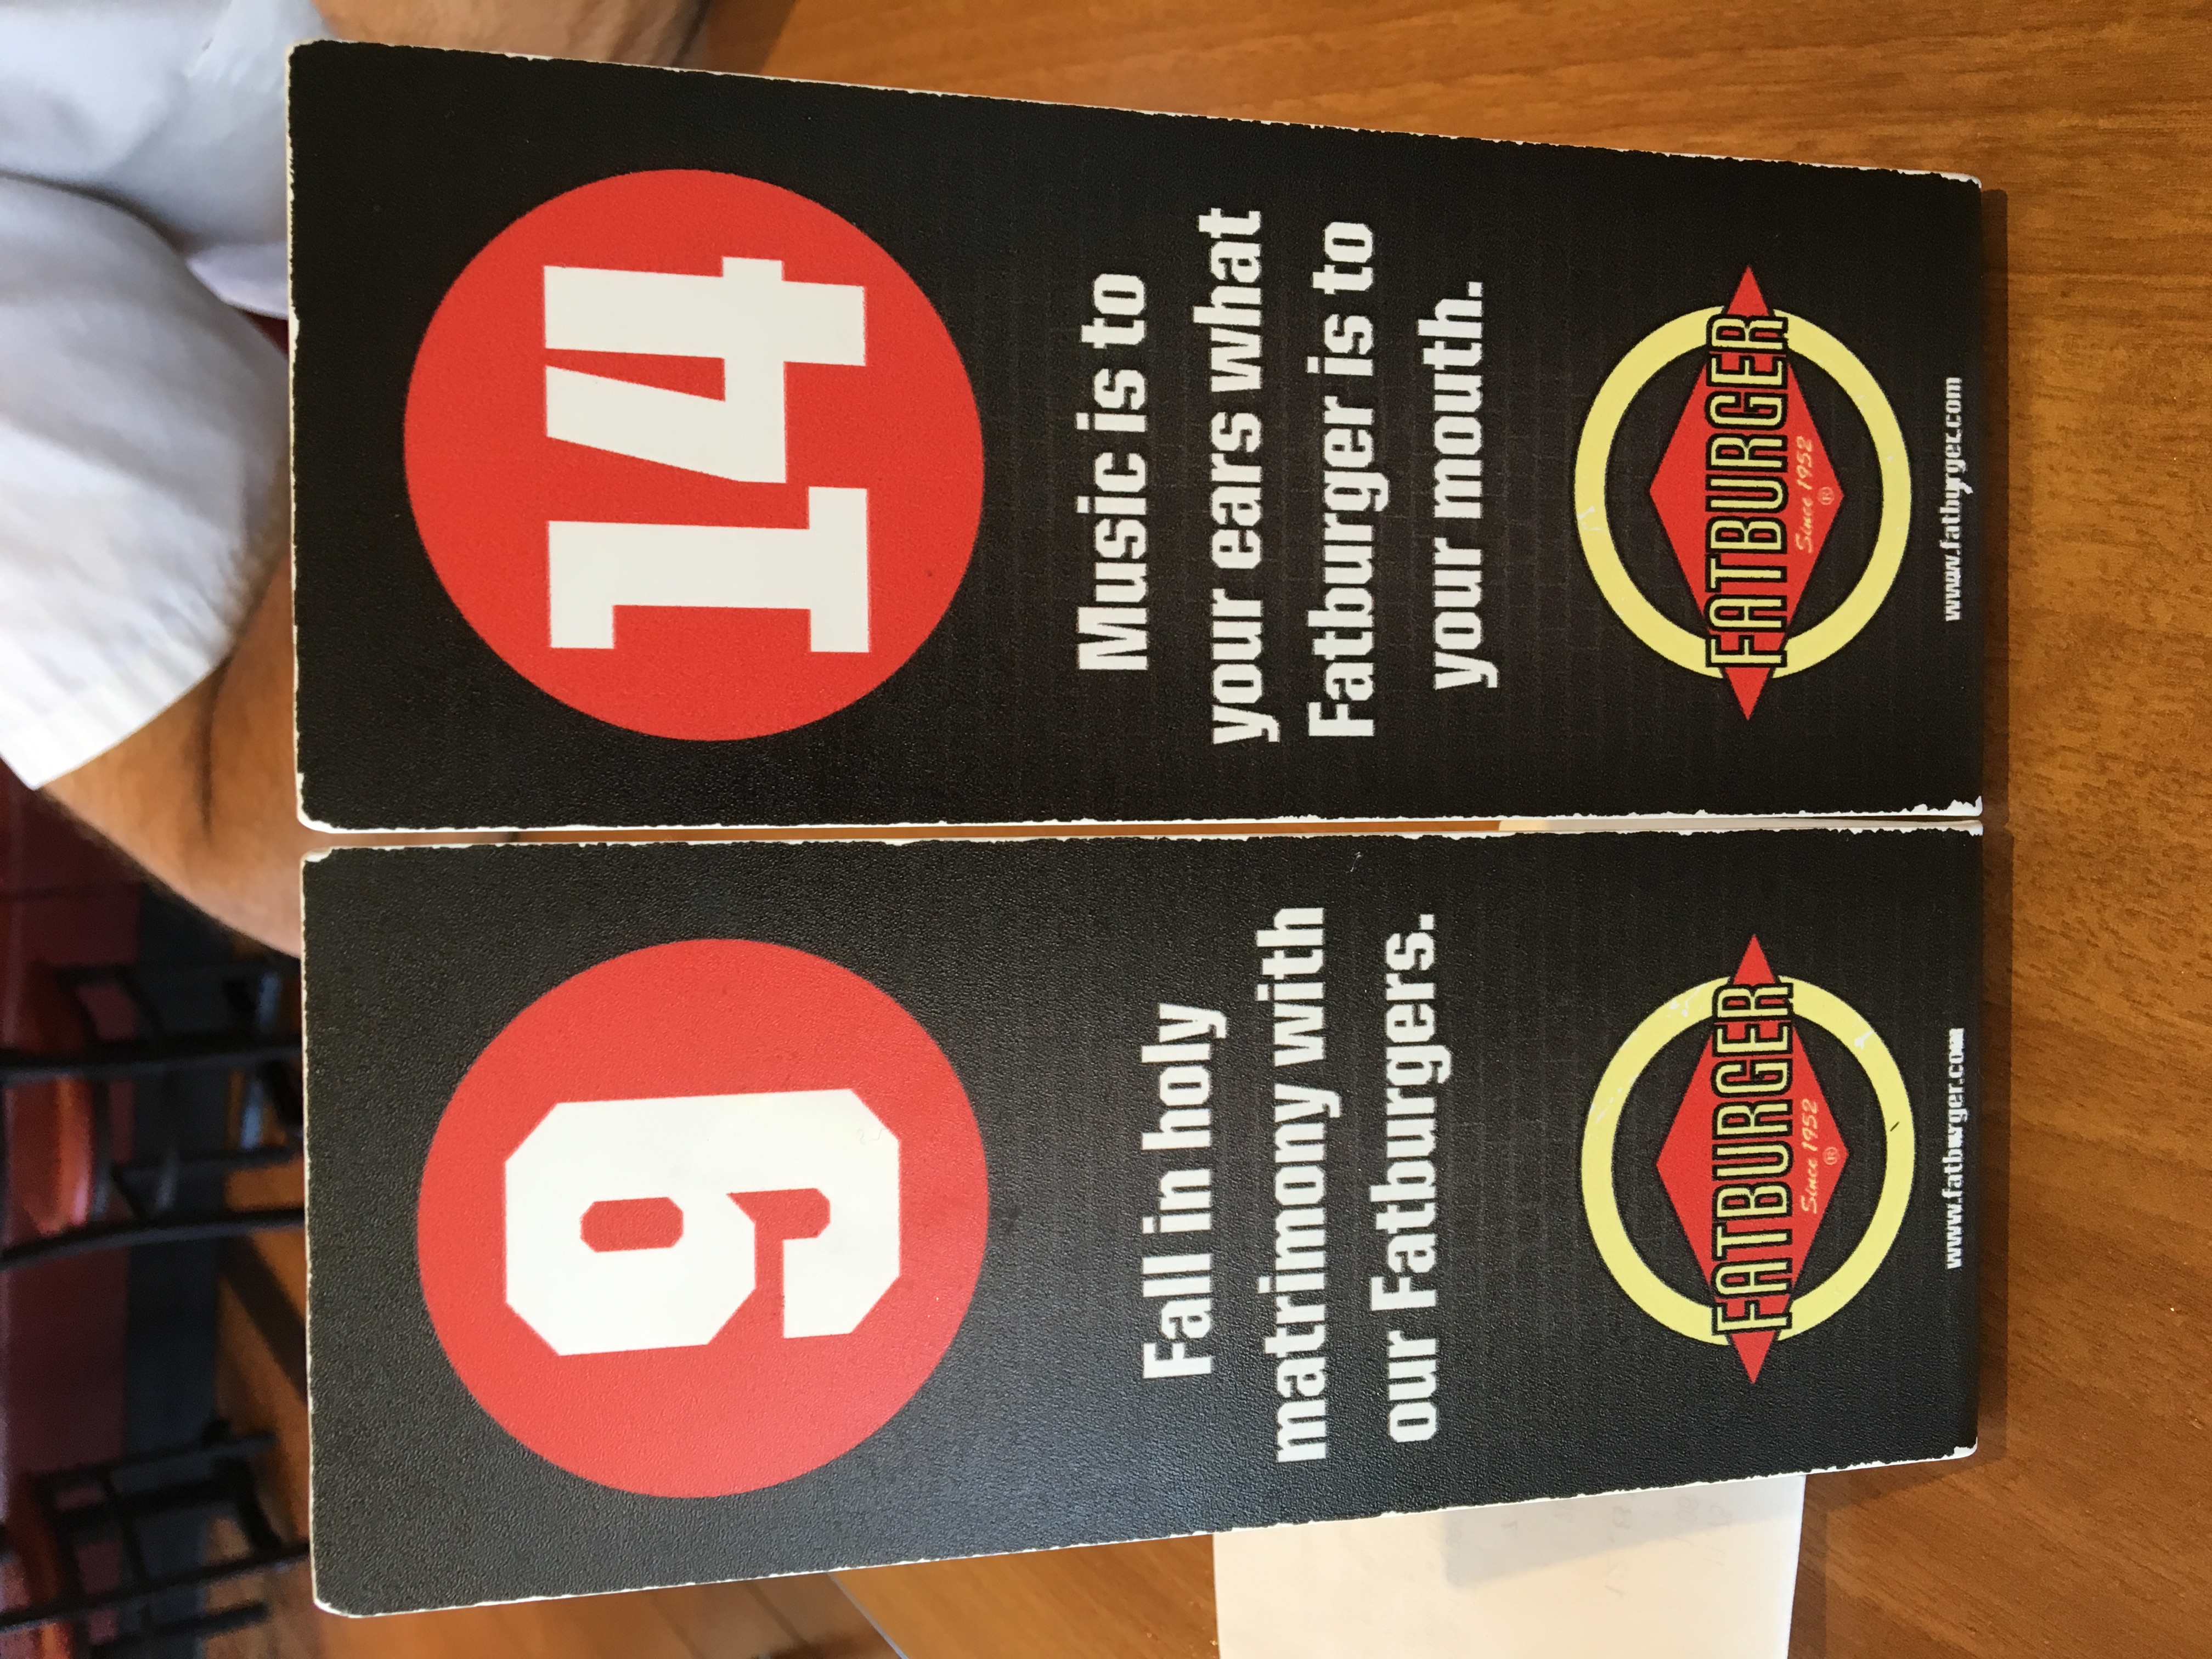 9
Fall in holy
matrimony with
our Fatburgers.
FATBURGER
Since 1952
®
www.fatburger.com
14
Music is to
your ears what
Fatburger is to
your mouth.
FATBURGER
Since 1952
®
www.fatburger.com